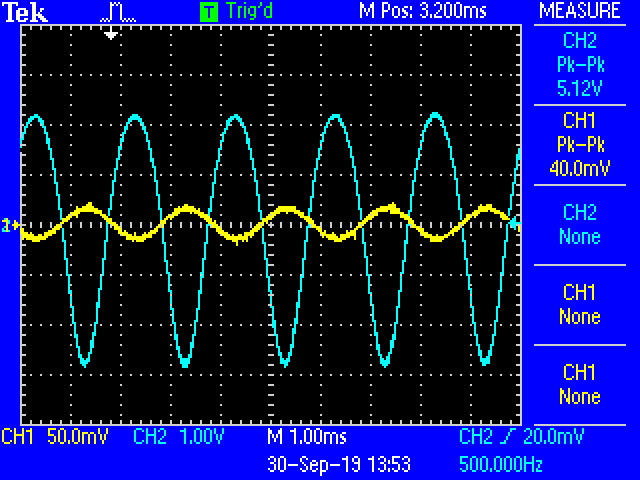 Tek T Trig'd M Pos: 3.200ms MEASURE
CH2
Pk-Pk
5.12V
CH1
Pk-Pk
40.0mV
CH2
None
CH1
None
CH1
None
CH1 50.0mV CH2 1.00V M 1.00ms CH2 20.0mV
30-Sep-19 13:53 500.000Hz